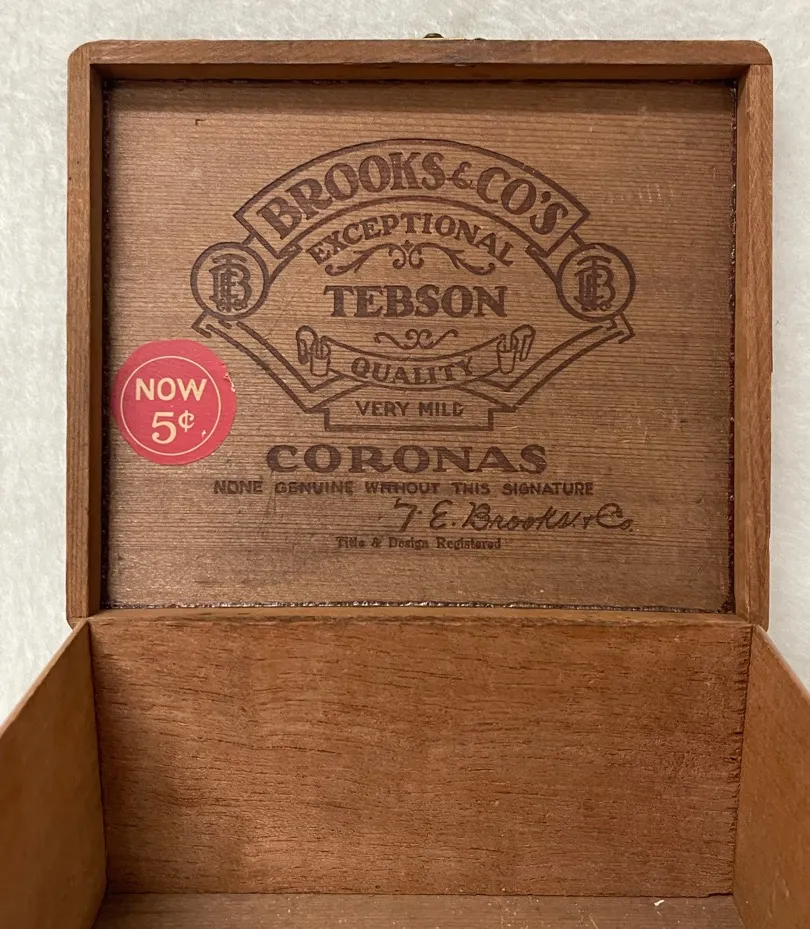 BROOKS & CO'S
EXCEPTIONAL
TEBSON
QUALITY
VERY MILD
CORONAS
NONE GENUINE WITHOUT THIS SIGNATURE
T. E. Brooks & Co.
Title & Design Registered
NOW
5¢